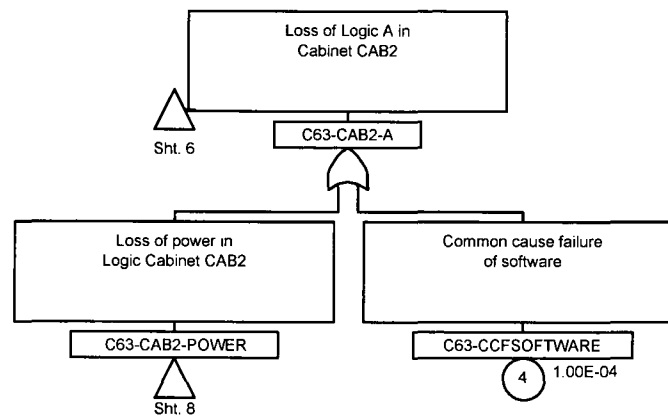 Loss of Logic A in
Cabinet CAB2
C63-CAB2-A
Sht. 6
Loss of power in
Logic Cabinet CAB2
C63-CAB2-POWER
Sht. 8
Common cause failure
of software
C63-CCFSOFTWARE
4
1.00E-04